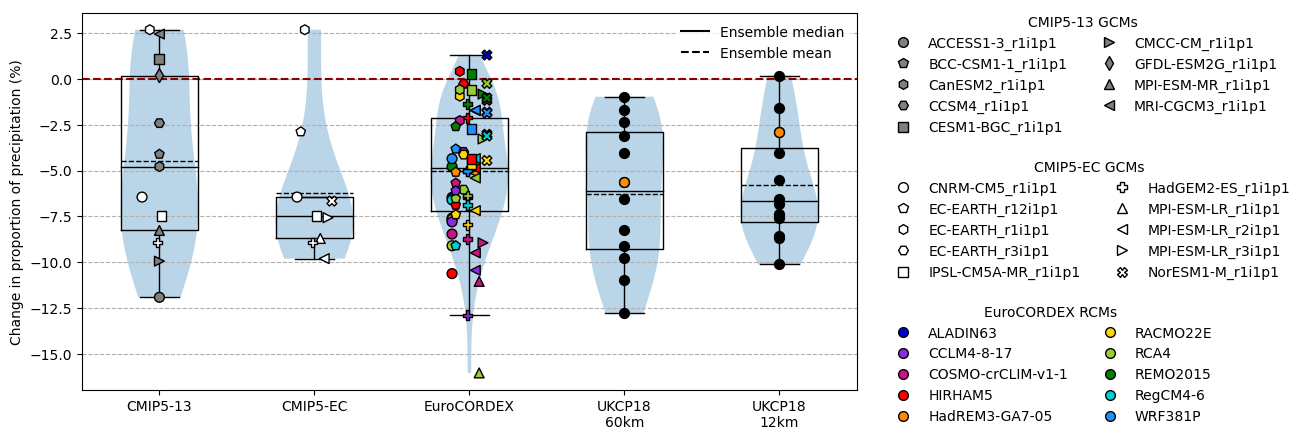 Change in proportion of precipitation (%)
2.5
0.0
−2.5
−5.0
−7.5
−10.0
−12.5
−15.0
Ensemble median
Ensemble mean
CMIP5-13
CMIP5-EC
EuroCORDEX
UKCP18
60km
UKCP18
12km
CMIP5-13 GCMs
ACCESS1-3_r1i1p1
BCC-CSM1-1_r1i1p1
CanESM2_r1i1p1
CCSM4_r1i1p1
CESM1-BGC_r1i1p1
CMCC-CM_r1i1p1
GFDL-ESM2G_r1i1p1
MPI-ESM-MR_r1i1p1
MRI-CGCM3_r1i1p1
CMIP5-EC GCMs
CNRM-CM5_r1i1p1
EC-EARTH_r12i1p1
EC-EARTH_r1i1p1
EC-EARTH_r3i1p1
IPSL-CM5A-MR_r1i1p1
HadGEM2-ES_r1i1p1
MPI-ESM-LR_r1i1p1
MPI-ESM-LR_r2i1p1
MPI-ESM-LR_r3i1p1
NorESM1-M_r1i1p1
EuroCORDEX RCMs
ALADIN63
CCLM4-8-17
COSMO-crCLIM-v1-1
HIRHAM5
HadREM3-GA7-05
RACMO22E
RCA4
REMO2015
RegCM4-6
WRF381P